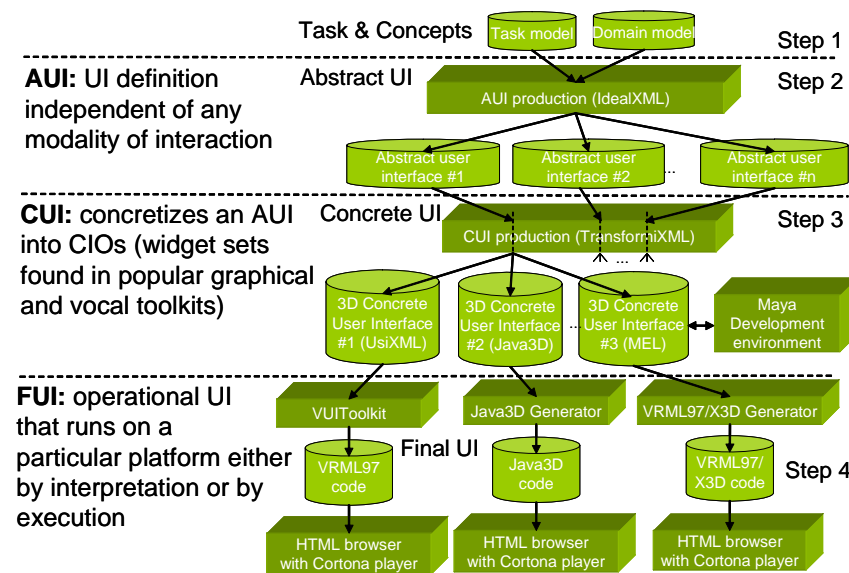 Task & Concepts
Task model
Domain model
Step 1
AUI: UI definition
independent of any
modality of interaction
Abstract UI
Step 2
AUI production (IdealXML)
Abstract user
interface #1
Abstract user
interface #2
...
Abstract user
interface #n
CUI: concretizes an AUI
into CIOs (widget sets
found in popular graphical
and vocal toolkits)
Concrete UI
Step 3
CUI production (TransformiXML)
...
3D Concrete
User Interface
#1 (UsiXML)
3D Concrete
User Interface
#2 (Java3D)
...
3D Concrete
User Interface
#3 (MEL)
Maya
Development
environment
FUI: operational UI
that runs on a
particular platform either
by interpretation or by
execution
VUIToolkit
Java3D Generator
VRML97/X3D Generator
Final UI
Step 4
VRML97
code
Java3D
code
VRML97/
X3D code
HTML browser
with Cortona player
HTML browser
with Cortona player
HTML browser
with Cortona player